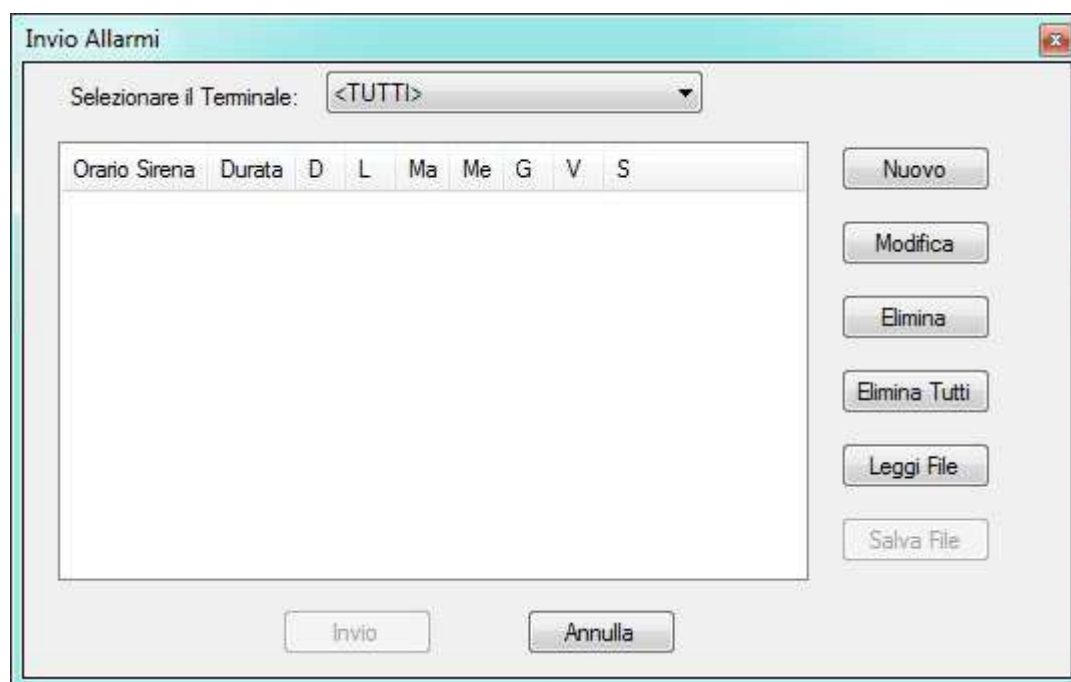 Invio Allarmi
Selezionare il Terminale: <TUTTI>
Orario Sirena Durata D L Ma Me G V S
Nuovo
Modifica
Elimina
Elimina Tutti
Leggi File
Salva File
Invio Annulla